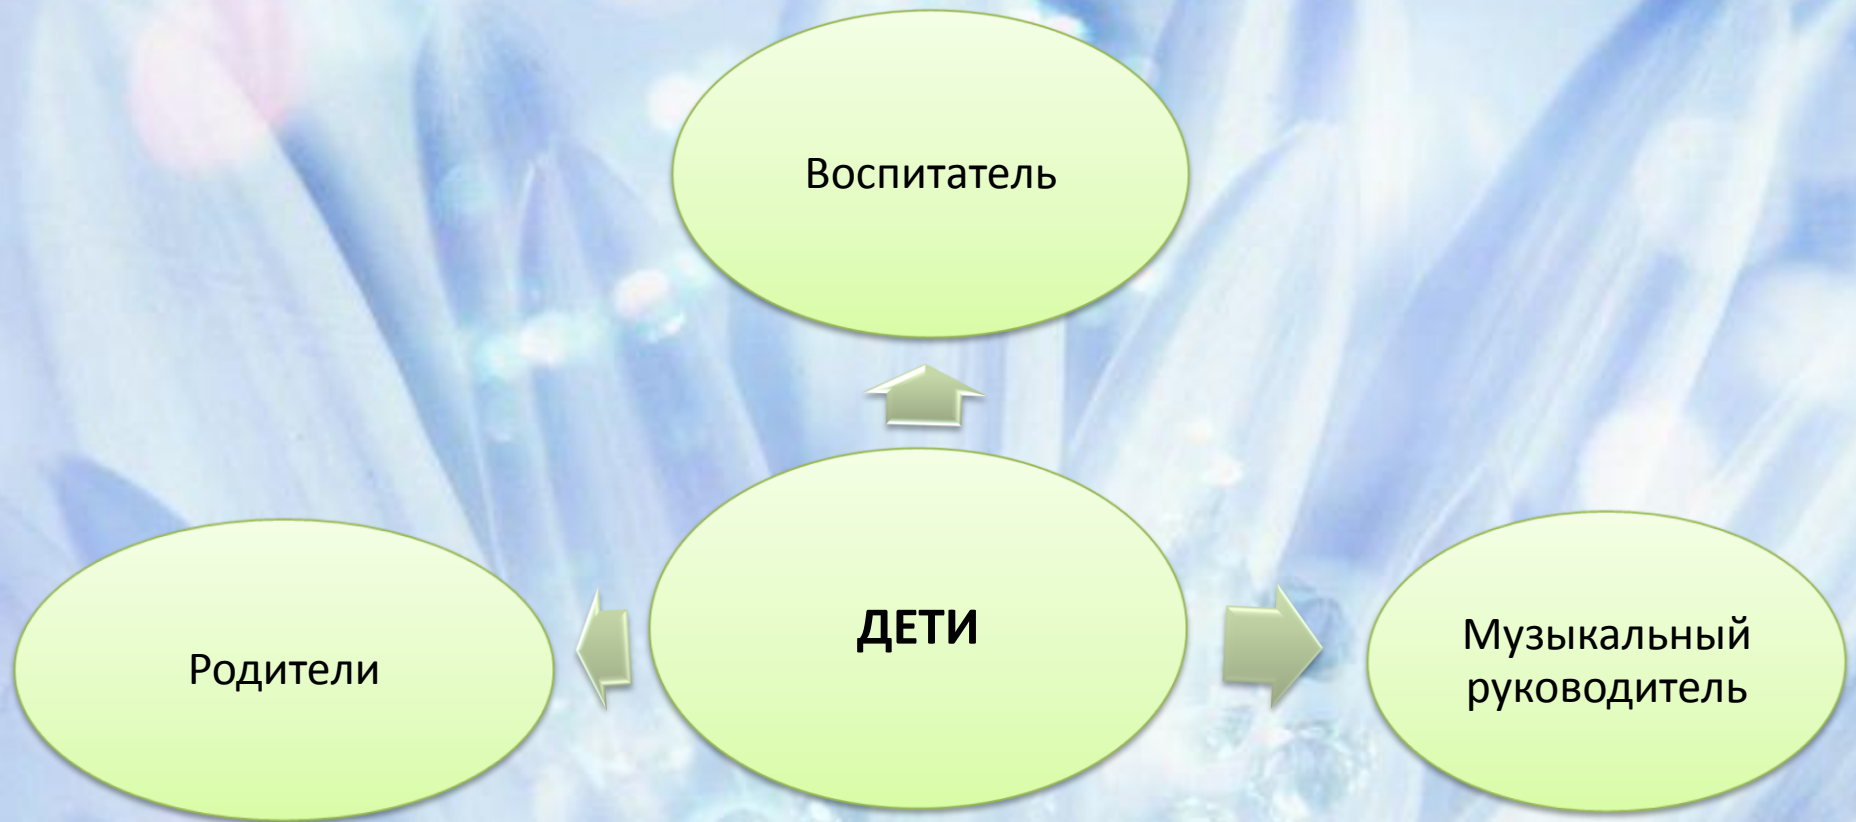 Воспитатель
Родители
ДЕТИ
Музыкальный
руководитель